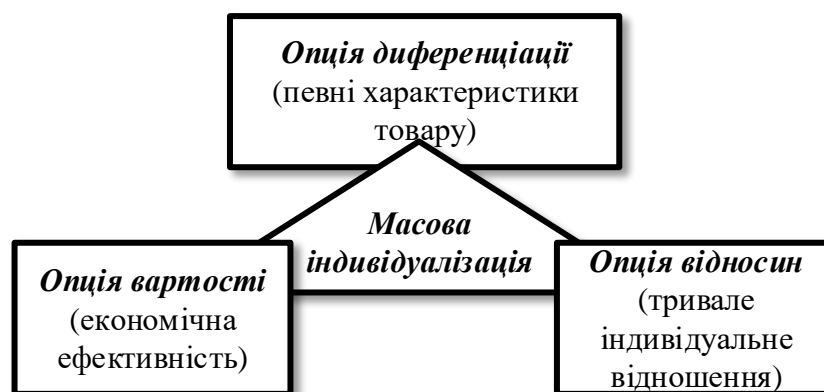 Опція диференціації
(певні характеристики
товару)
Масова
індивідуалізація
Опція вартості
(економічна
ефективність)
Опція відносин
(тривале
індивідуальне
відношення)